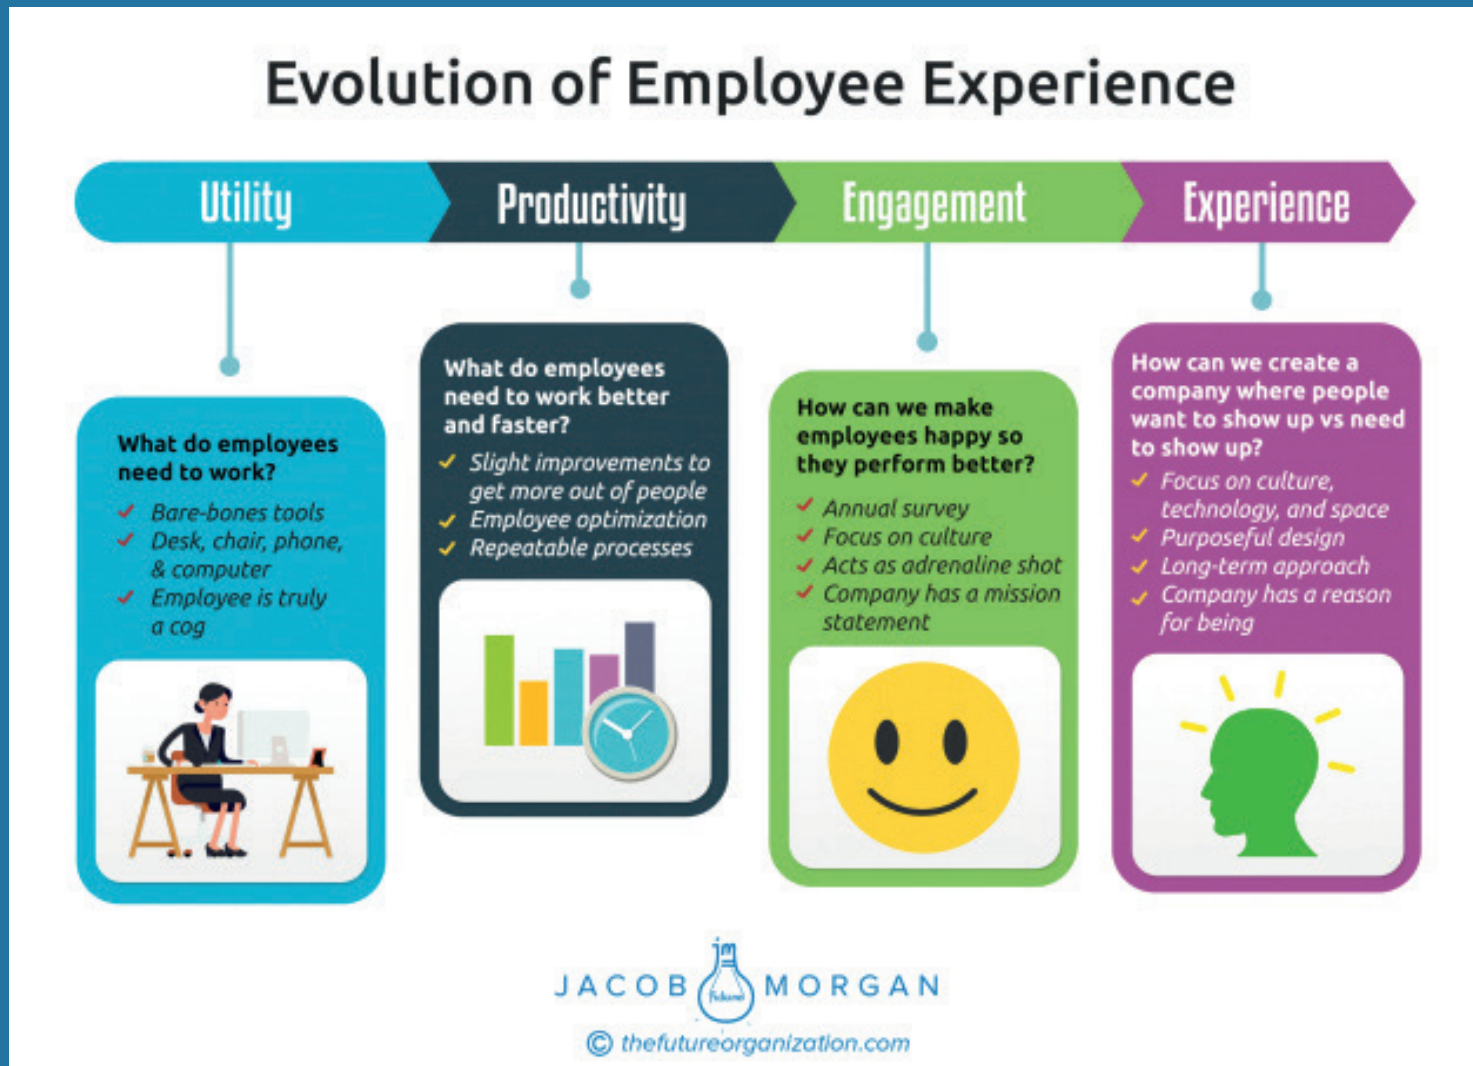 Evolution of Employee Experience
Utility
Productivity
Engagement
Experience
What do employees
need to work?
Bare-bones tools
Desk, chair, phone,
& computer
Employee is truly
a cog
What do employees
need to work better
and faster?
Slight improvements to
get more out of people
Employee optimization
Repeatable processes
How can we make
employees happy so
they perform better?
Annual survey
Focus on culture
Acts as adrenaline shot
Company has a mission
statement
How can we create a
company where people
want to show up vs need
to show up?
Focus on culture,
technology, and space
Purposeful design
Long-term approach
Company has a reason
for being
jm
JACOB MORGAN
© thefutureorganization.com